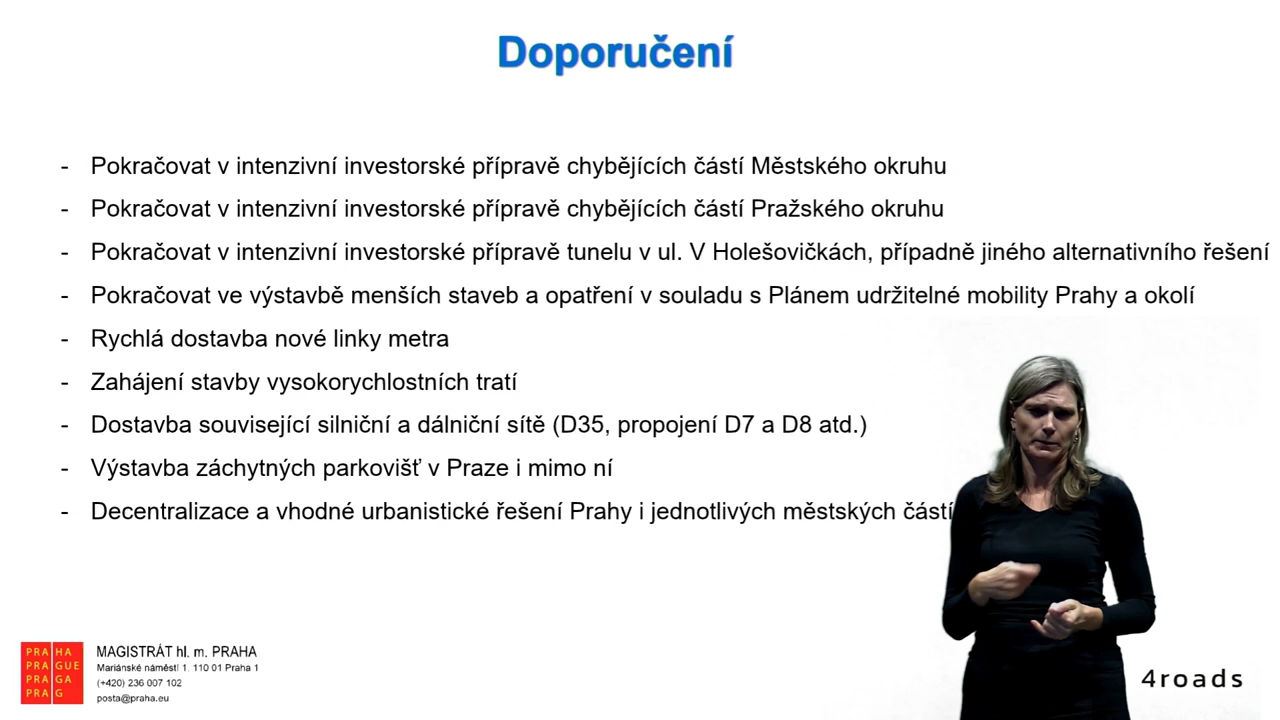 Doporučení
- Pokračovat v intenzivní investorské přípravě chybějících částí Městského okruhu
- Pokračovat v intenzivní investorské přípravě chybějících částí Pražského okruhu
- Pokračovat v intenzivní investorské přípravě tunelu v ul. V Holešovičkách, případně jiného alternativního řešení
- Pokračovat ve výstavbě menších staveb a opatření v souladu s Plánem udržitelné mobility Prahy a okolí
- Rychlá dostavba nové linky metra
- Zahájení stavby vysokorychlostních tratí
- Dostavba související silniční a dálniční sítě (D35, propojení D7 a D8 atd.)
- Výstavba záchytných parkovišť v Praze i mimo ní
- Decentralizace a vhodné urbanistické řešení Prahy i jednotlivých městských částí
PRA HA
PRA GUE
PRA GA
PRA G
MAGISTRÁT hl. m. PRAHA
Mariánské náměstí 1, 110 01 Praha 1
(+420) 236 007 102
posta@praha.eu
4roads